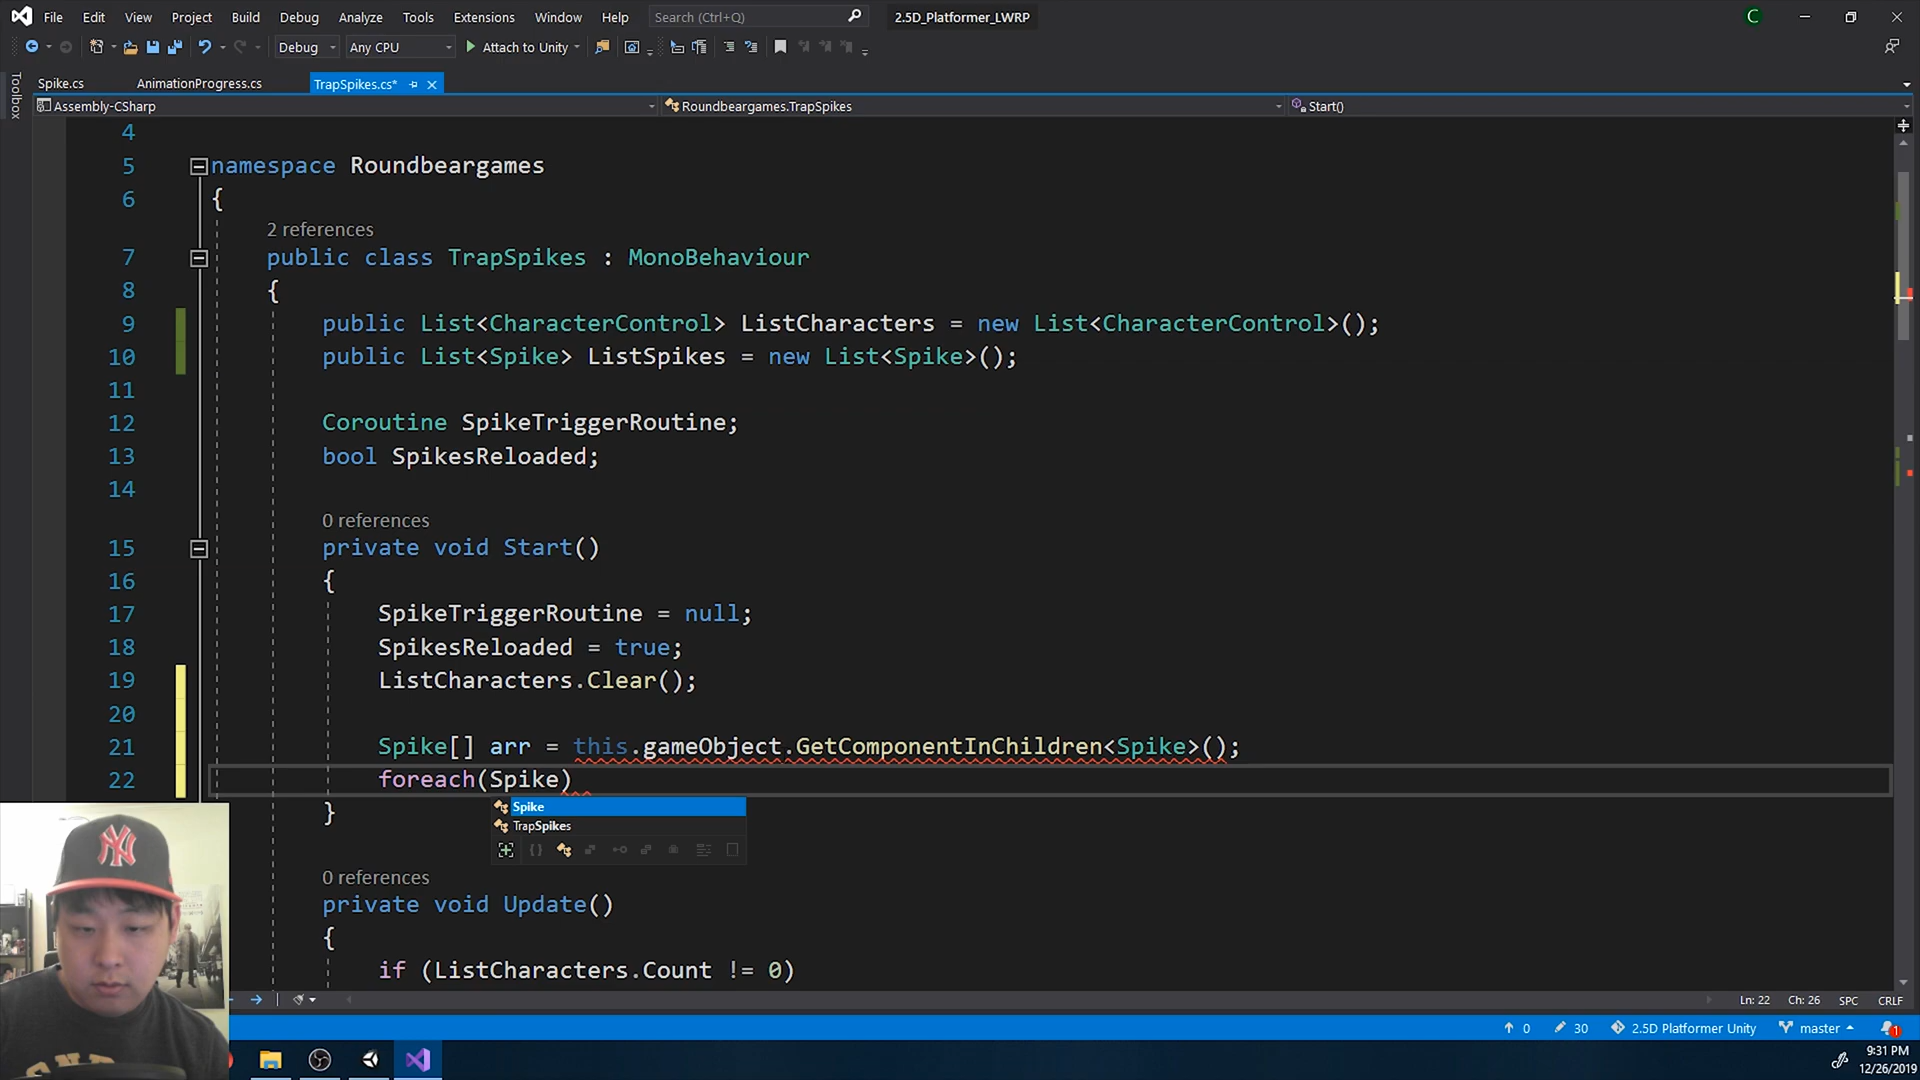 File Edit View Project Build Debug Analyze Tools Extensions Window Help Search (Ctrl+Q) 2.5D_Platformer_LWRP C
Debug Any CPU Attach to Unity
Toolbox
Spike.cs AnimationProgress.cs TrapSpikes.cs*
Assembly-CSharp Roundbeargames.TrapSpikes Start()
4
5 namespace Roundbeargames
6 {
2 references
7 public class TrapSpikes : MonoBehaviour
8 {
9 public List<CharacterControl> ListCharacters = new List<CharacterControl>();
10 public List<Spike> ListSpikes = new List<Spike>();
11
12 Coroutine SpikeTriggerRoutine;
13 bool SpikesReloaded;
14
0 references
15 private void Start()
16 {
17 SpikeTriggerRoutine = null;
18 SpikesReloaded = true;
19 ListCharacters.Clear();
20
21 Spike[] arr = this.gameObject.GetComponentInChildren<Spike>();
22 foreach(Spike)
Spike
}
TrapSpikes
0 references
private void Update()
{
if (ListCharacters.Count != 0)
Ln: 22 Ch: 26 SPC CRLF
0 30 2.5D Platformer Unity master 1
9:31 PM
12/26/2019
NY